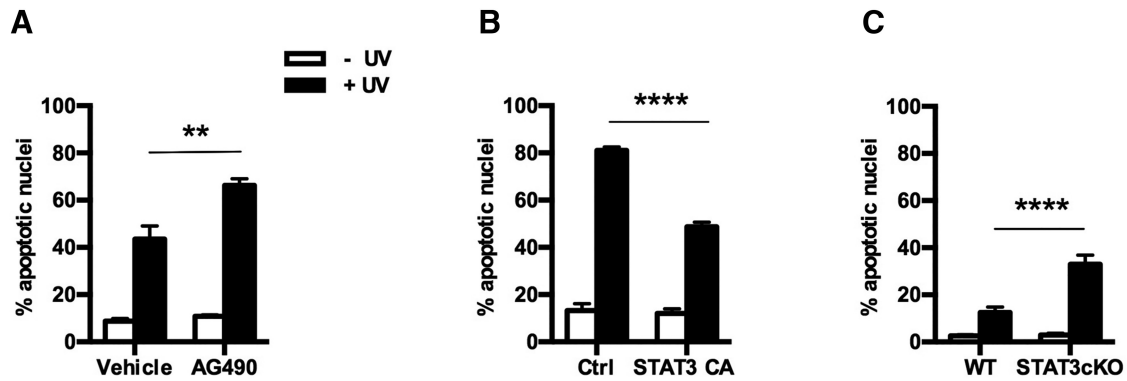 A
B
C
- UV
+ UV
% apoptotic nuclei
100
80
60
40
20
0
**
Vehicle
AG490
% apoptotic nuclei
100
80
60
40
20
0
****
Ctrl
STAT3 CA
% apoptotic nuclei
100
80
60
40
20
0
****
WT
STAT3cKO